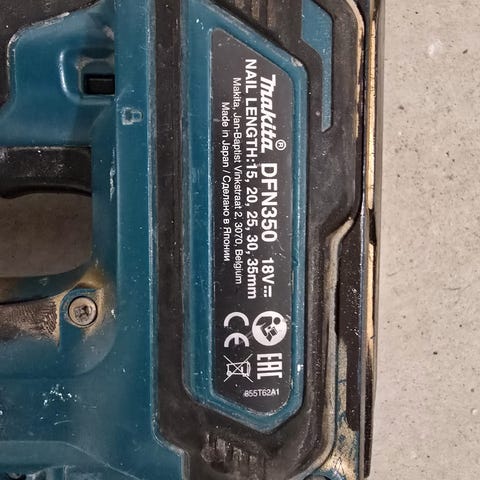 makita® DFN350 18V
NAIL LENGTH:15, 20, 25, 30, 35mm
Makita, Jan-Baptist Vinkstraat 2, 3070, Belgium
Made in Japan / Сделано в Японии
CE EAC
855T62A1